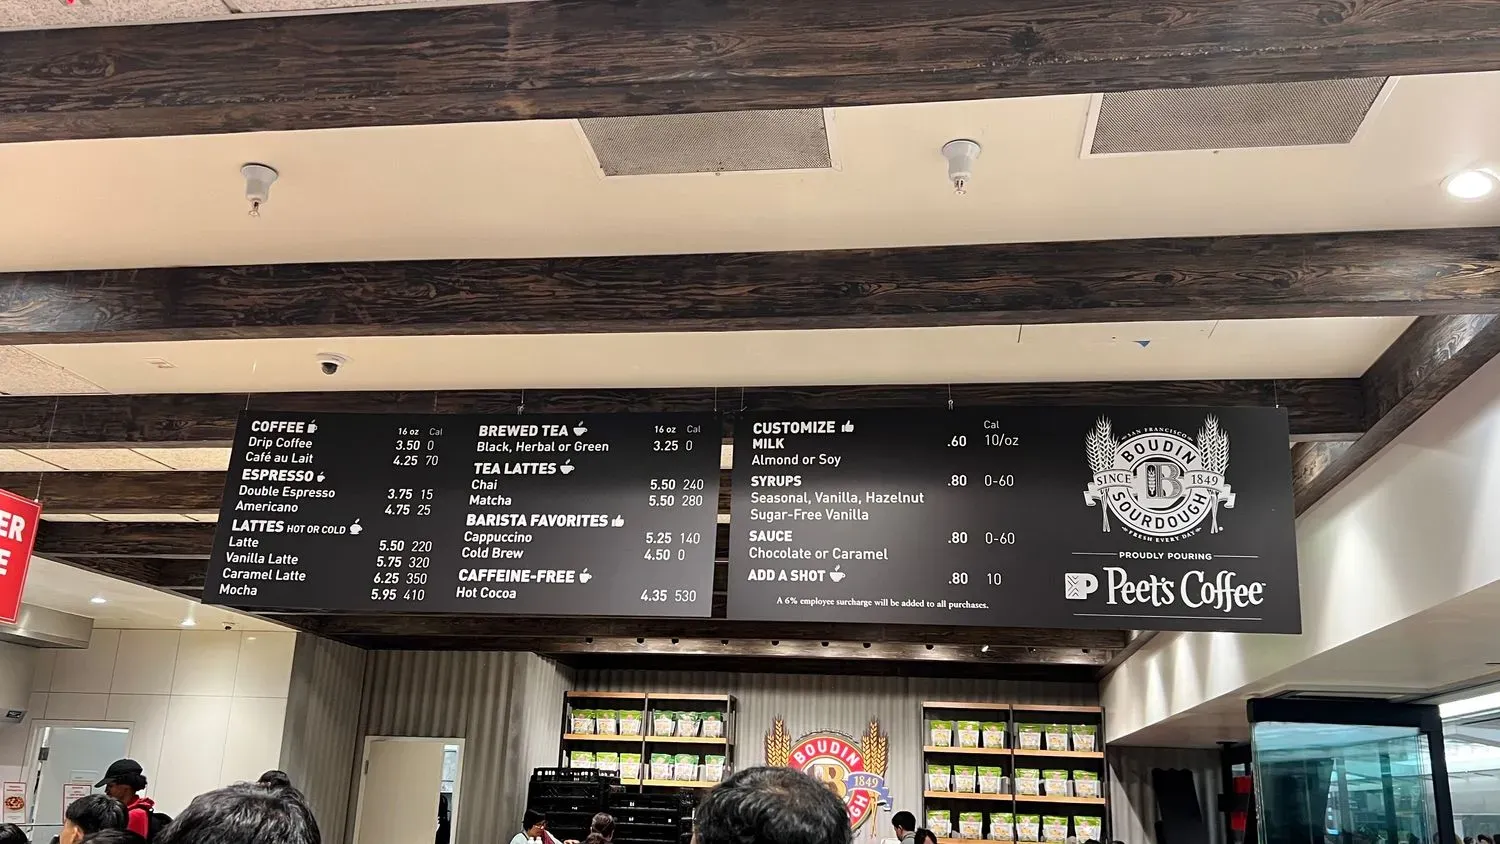 ER
E
COFFEE 16 oz Cal
Drip Coffee 3.50 0
Café au Lait 4.25 70
ESPRESSO
Double Espresso 3.75 15
Americano 4.75 25
LATTES HOT OR COLD
Latte 5.50 220
Vanilla Latte 5.75 320
Caramel Latte 6.25 350
Mocha 5.95 410
BREWED TEA 16 oz Cal
Black, Herbal or Green 3.25 0
TEA LATTES
Chai 5.50 240
Matcha 5.50 280
BARISTA FAVORITES
Cappuccino 5.25 140
Cold Brew 4.50 0
CAFFEINE-FREE
Hot Cocoa 4.35 530
CUSTOMIZE Cal
MILK .60 10/oz
Almond or Soy
SYRUPS .80 0-60
Seasonal, Vanilla, Hazelnut
Sugar-Free Vanilla
SAUCE .80 0-60
Chocolate or Caramel
ADD A SHOT .80 10
A 6% employee surcharge will be added to all purchases.
SAN FRANCISCO
BOUDIN
B
SINCE 1849
SOURDOUGH
FRESH EVERY DAY
PROUDLY POURING
Peet's Coffee
BOUDIN
B
1849